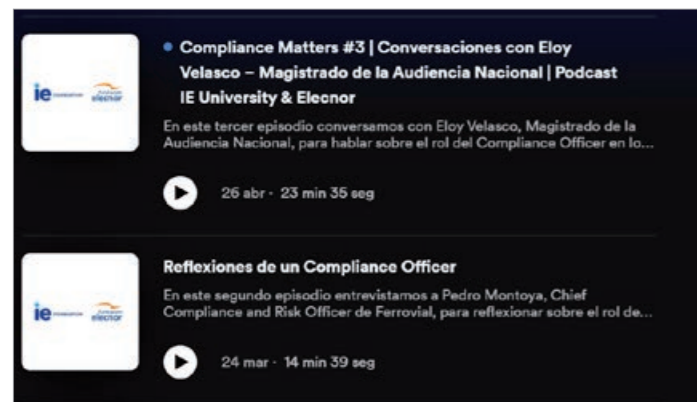 ie
elecnor
Compliance Matters #3 | Conversaciones con Eloy
Velasco – Magistrado de la Audiencia Nacional | Podcast
IE University & Elecnor
En este tercer episodio conversamos con Eloy Velasco, Magistrado de la
Audiencia Nacional, para hablar sobre el rol del Compliance Officer en lo...
26 abr · 23 min 35 seg
ie
elecnor
Reflexiones de un Compliance Officer
En este segundo episodio entrevistamos a Pedro Montoya, Chief
Compliance and Risk Officer de Ferrovial, para reflexionar sobre el rol de...
24 mar · 14 min 39 seg